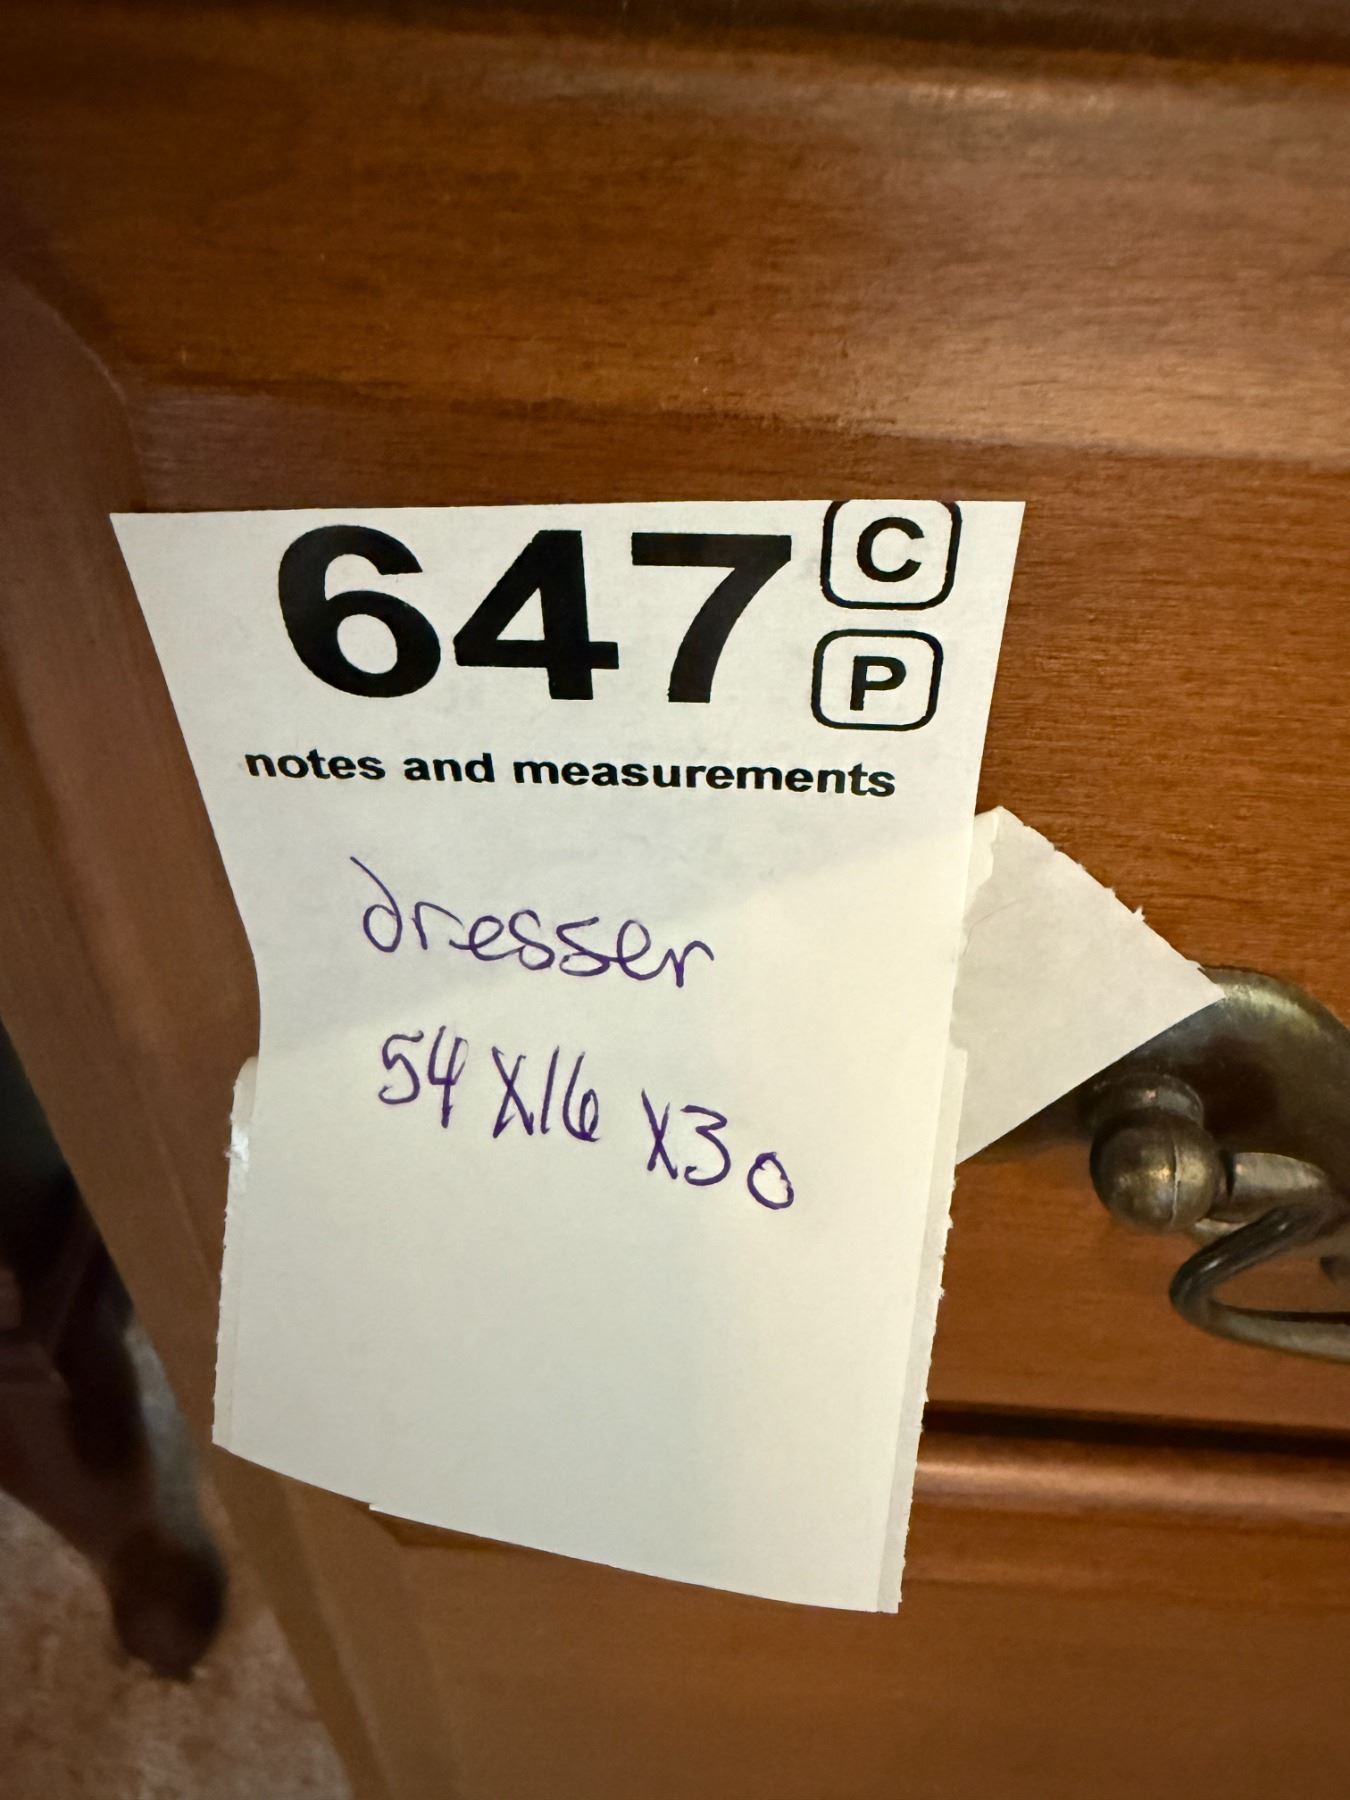 647 C
P
notes and measurements
dresser
54 X16 X30